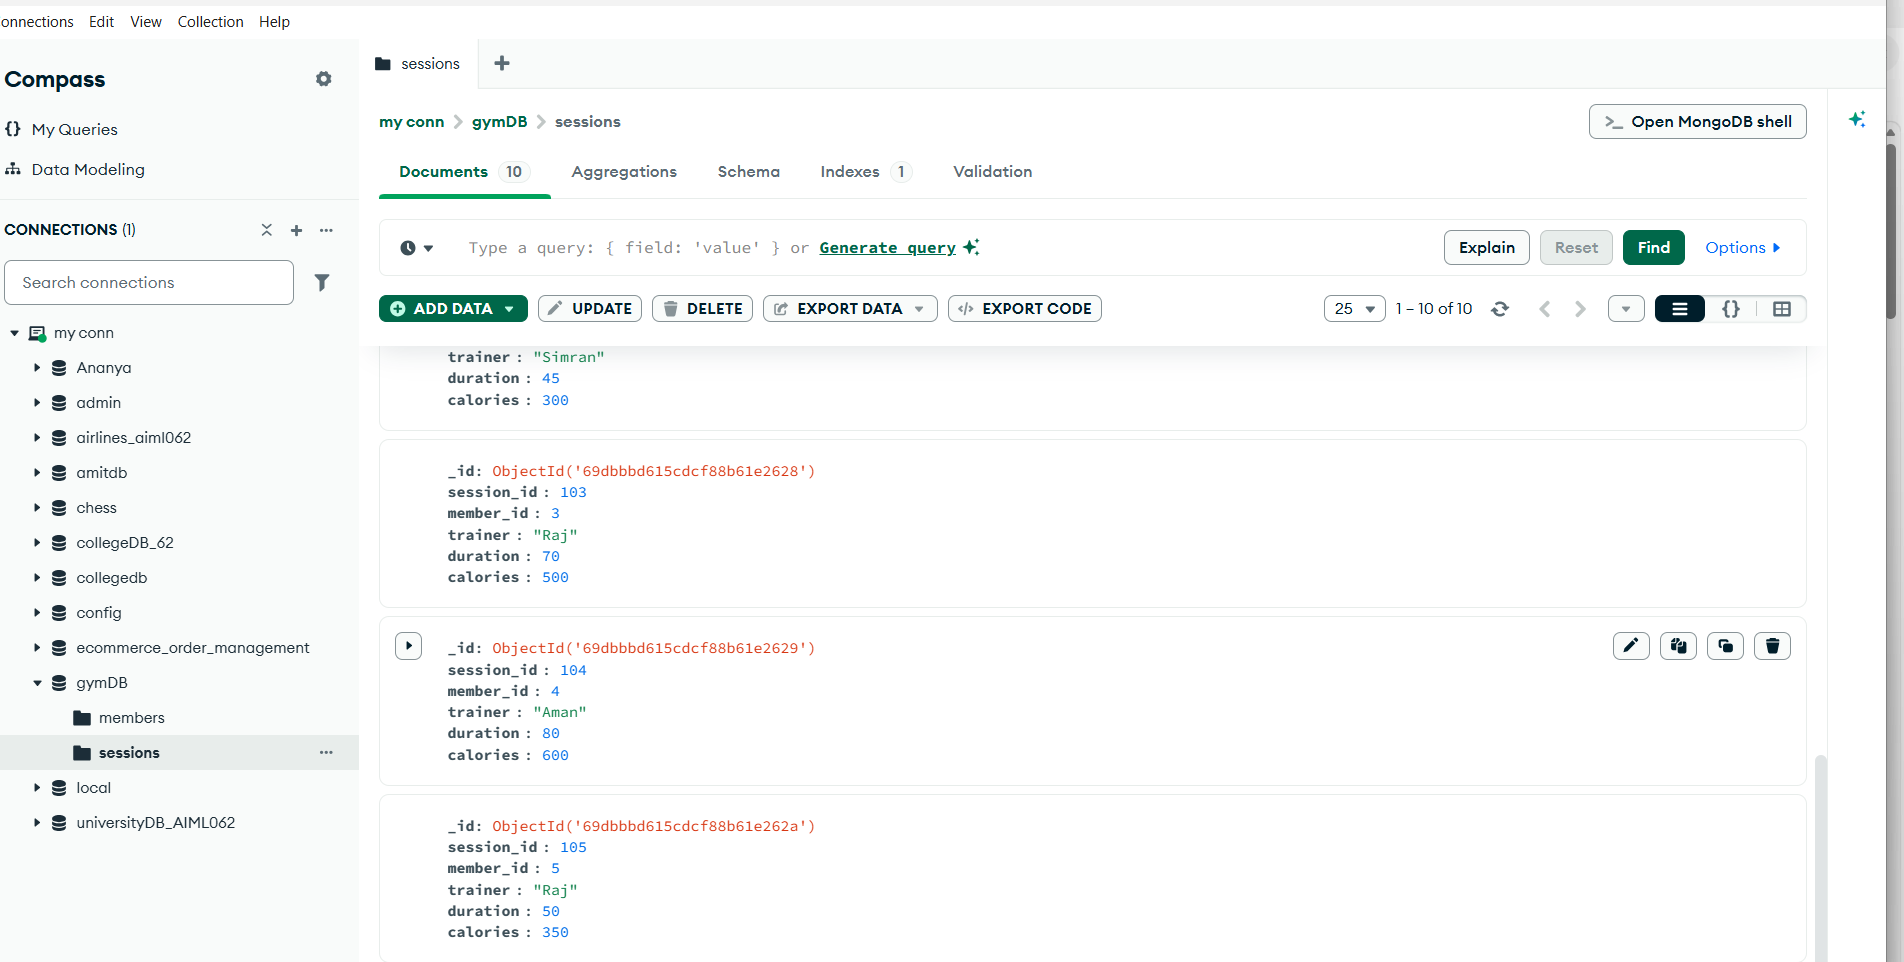 onnections Edit View Collection Help
Compass
My Queries
Data Modeling
CONNECTIONS (1)
Search connections
my conn
Ananya
admin
airlines_aiml062
amitdb
chess
collegeDB_62
collegedb
config
ecommerce_order_management
gymDB
members
sessions
local
universityDB_AIML062
sessions
my conn > gymDB > sessions
>_ Open MongoDB shell
Documents 10 Aggregations Schema Indexes 1 Validation
Type a query: { field: 'value' } or Generate query
Explain Reset Find Options
ADD DATA UPDATE DELETE EXPORT DATA </> EXPORT CODE
25 1 – 10 of 10 {}
trainer : "Simran"
duration : 45
calories : 300
_id: ObjectId('69dbbbd615cdcf88b61e2628')
session_id : 103
member_id : 3
trainer : "Raj"
duration : 70
calories : 500
_id: ObjectId('69dbbbd615cdcf88b61e2629')
session_id : 104
member_id : 4
trainer : "Aman"
duration : 80
calories : 600
_id: ObjectId('69dbbbd615cdcf88b61e262a')
session_id : 105
member_id : 5
trainer : "Raj"
duration : 50
calories : 350